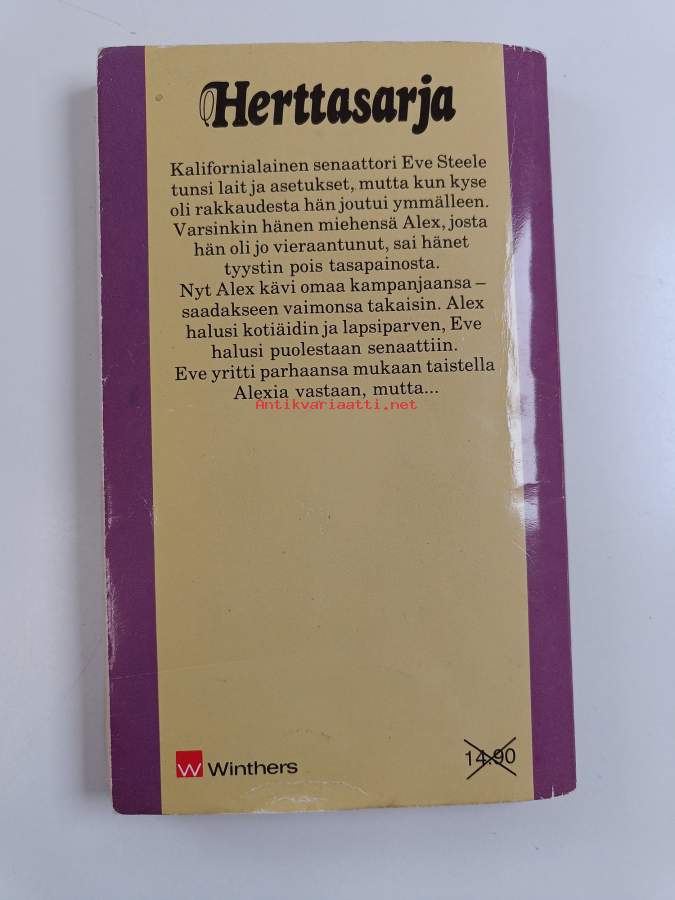 Herttasarja
Kalifornialainen senaattori Eve Steele
tunsi lait ja asetukset, mutta kun kyse
oli rakkaudesta hän joutui ymmälleen.
Varsinkin hänen miehensä Alex, josta
hän oli jo vieraantunut, sai hänet
tyystin pois tasapainosta.
Nyt Alex kävi omaa kampanjaansa –
saadakseen vaimonsa takaisin. Alex
halusi kotiäidin ja lapsiparven, Eve
halusi puolestaan senaattiin.
Eve yritti parhaansa mukaan taistella
Alexia vastaan, mutta...
Antikvariaatti.net
W Winthers
14.90